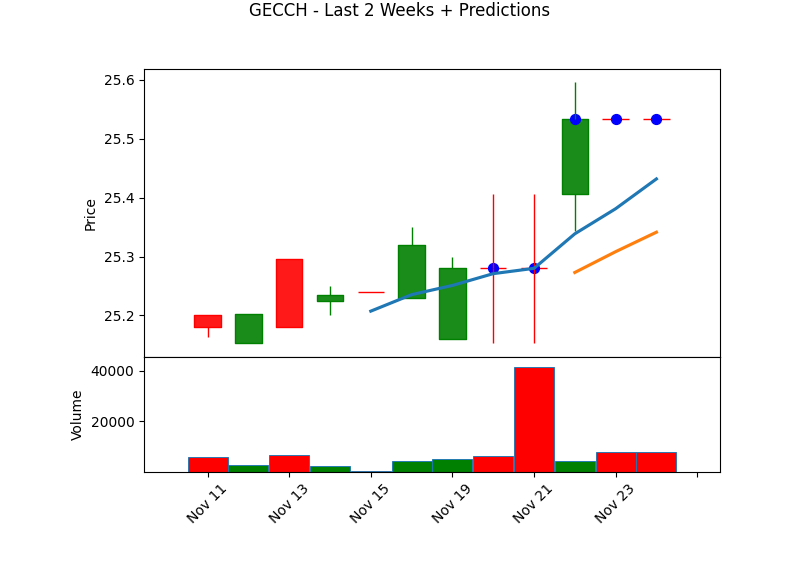 GECCH - Last 2 Weeks + Predictions
25.6
25.5
25.4
25.3
25.2
Price
40000
20000
Volume
Nov 11
Nov 13
Nov 15
Nov 19
Nov 21
Nov 23